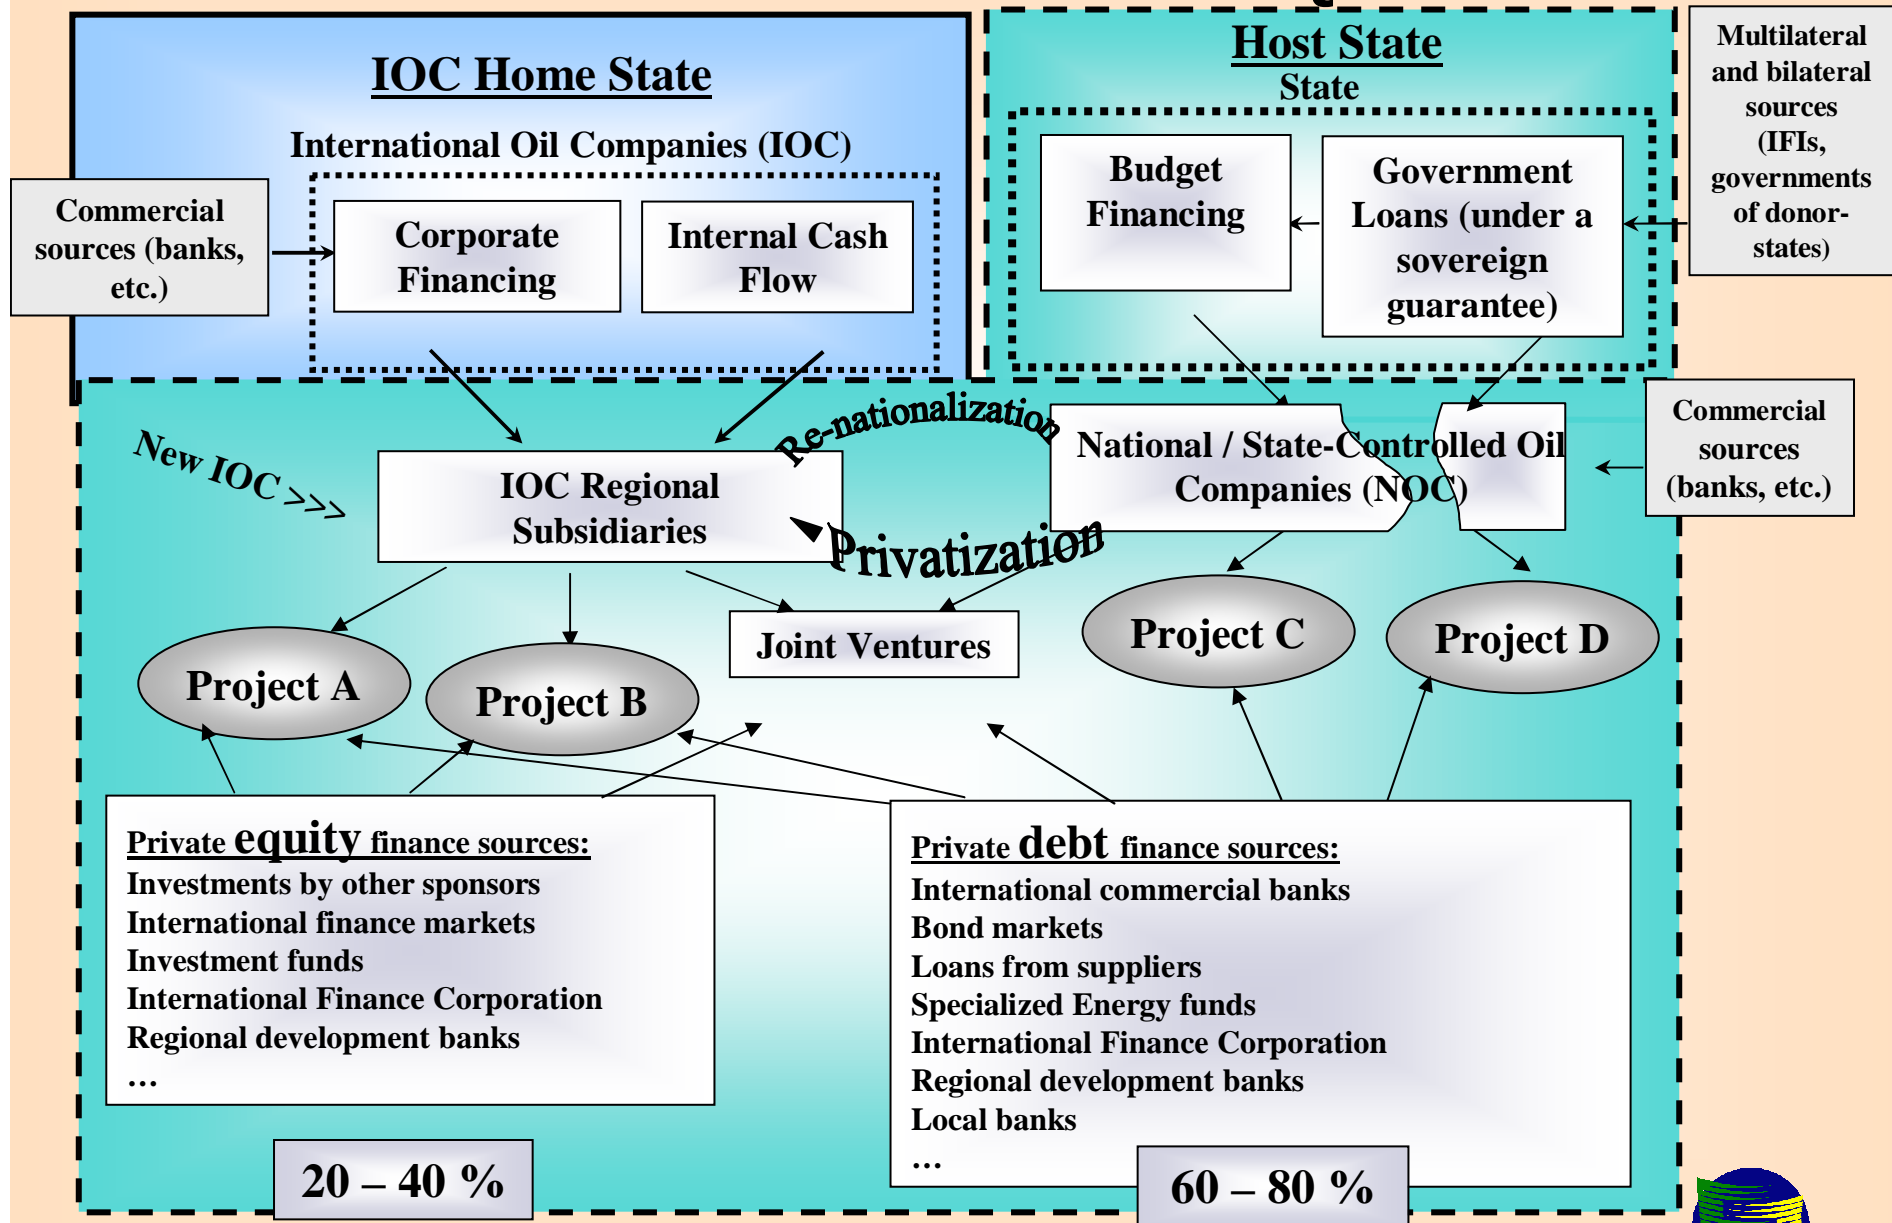 IOC Home State
International Oil Companies (IOC)
Commercial
sources (banks,
etc.)
Corporate
Financing
Internal Cash
Flow
Host State
State
Budget
Financing
Government
Loans (under a
sovereign
guarantee)
Multilateral
and bilateral
sources
(IFIs,
governments
of donor-
states)
New IOC >>>
IOC Regional
Subsidiaries
Re-nationalization
Privatization
National / State-Controlled Oil
Companies (NOC)
Commercial
sources
(banks, etc.)
Joint Ventures
Project A
Project B
Project C
Project D
Private equity finance sources:
Investments by other sponsors
International finance markets
Investment funds
International Finance Corporation
Regional development banks
…
20 – 40 %
Private debt finance sources:
International commercial banks
Bond markets
Loans from suppliers
Specialized Energy funds
International Finance Corporation
Regional development banks
Local banks
…
60 – 80 %